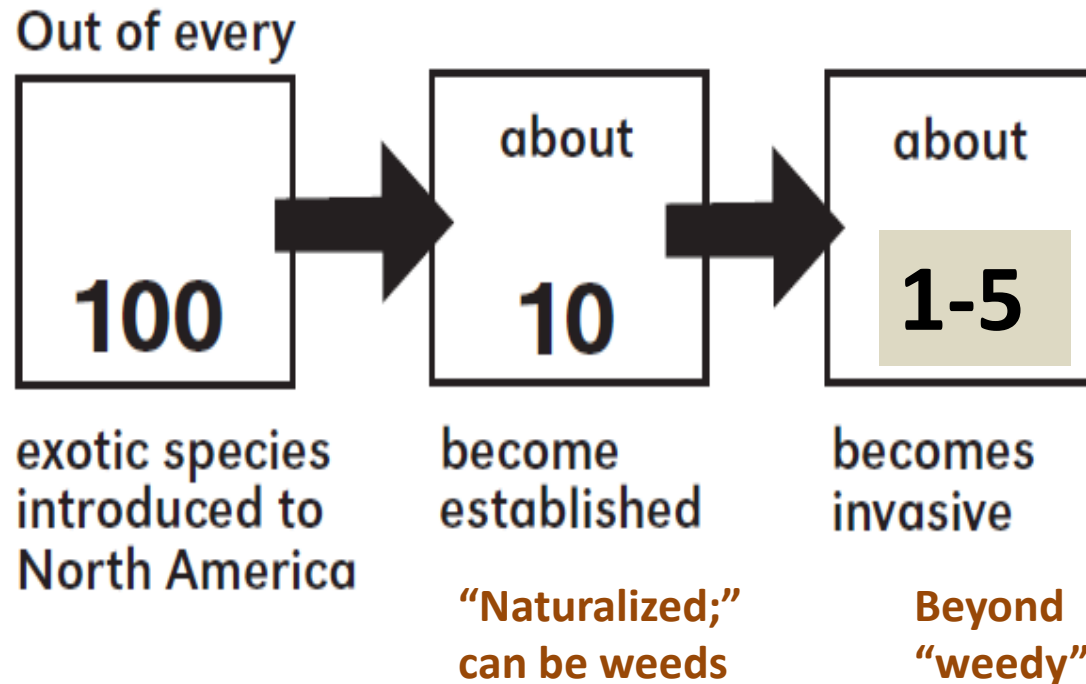 Out of every
100
exotic species
introduced to
North America
about
10
become
established
“Naturalized;”
can be weeds
about
1-5
becomes
invasive
Beyond
“weedy”